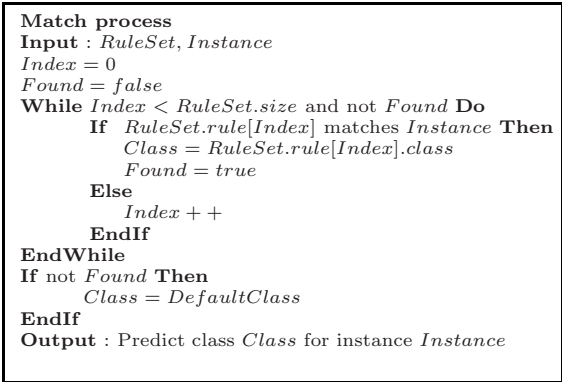 Match process
Input : RuleSet, Instance
Index = 0
Found = false
While Index < RuleSet.size and not Found Do
If RuleSet.rule[Index] matches Instance Then
Class = RuleSet.rule[Index].class
Found = true
Else
Index + +
EndIf
EndWhile
If not Found Then
Class = DefaultClass
EndIf
Output : Predict class Class for instance Instance